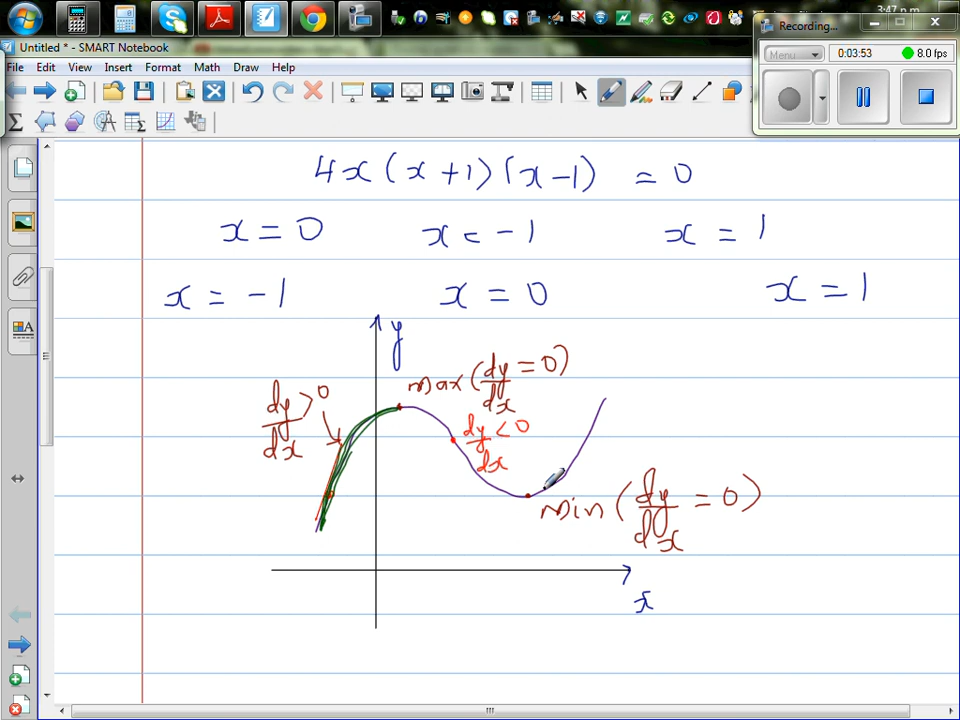 3:47 p.m.
Recording...
Untitled * - SMART Notebook
Menu
0:03:53
8.0 fps
File Edit View Insert Format Math Draw Help
4x(x+1)(x-1) = 0
x = 0 x = -1 x = 1
x = -1 x = 0 x = 1
y
max (dy/dx = 0)
dy/dx > 0
dy/dx < 0
min (dy/dx = 0)
x